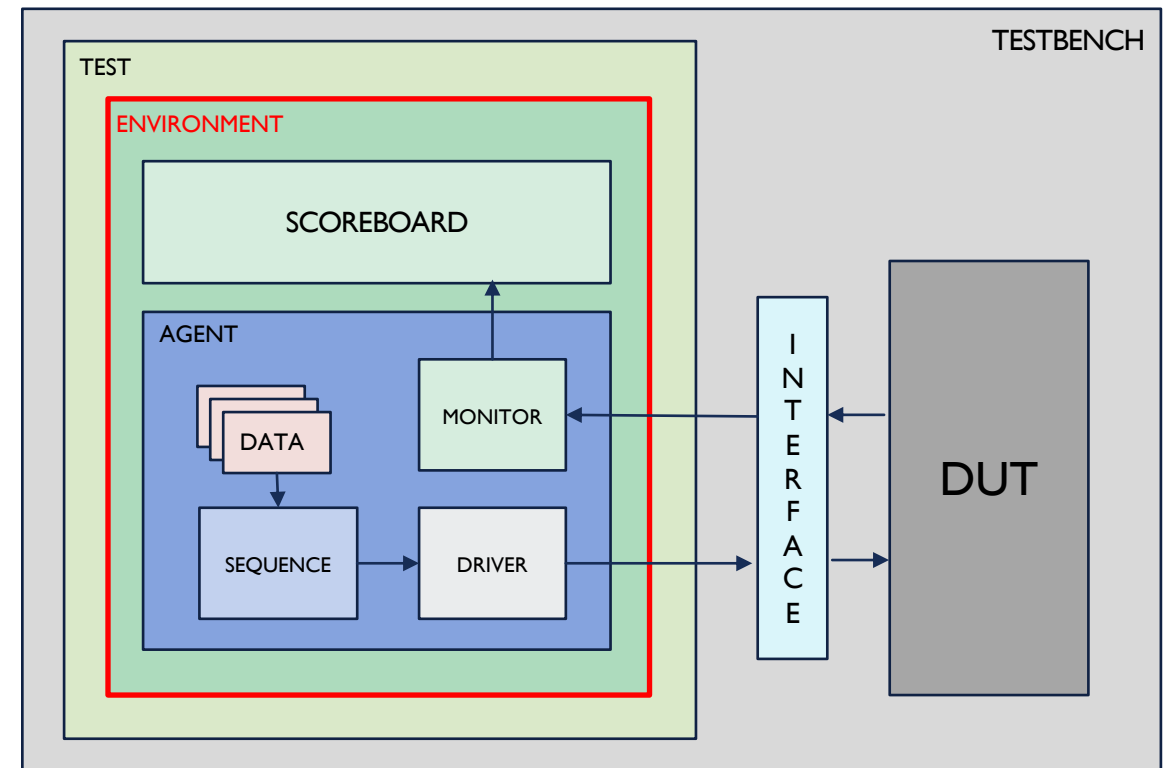 TESTBENCH
TEST
ENVIRONMENT
SCOREBOARD
AGENT
MONITOR
DATA
SEQUENCE
DRIVER
I
N
T
E
R
F
A
C
E
DUT